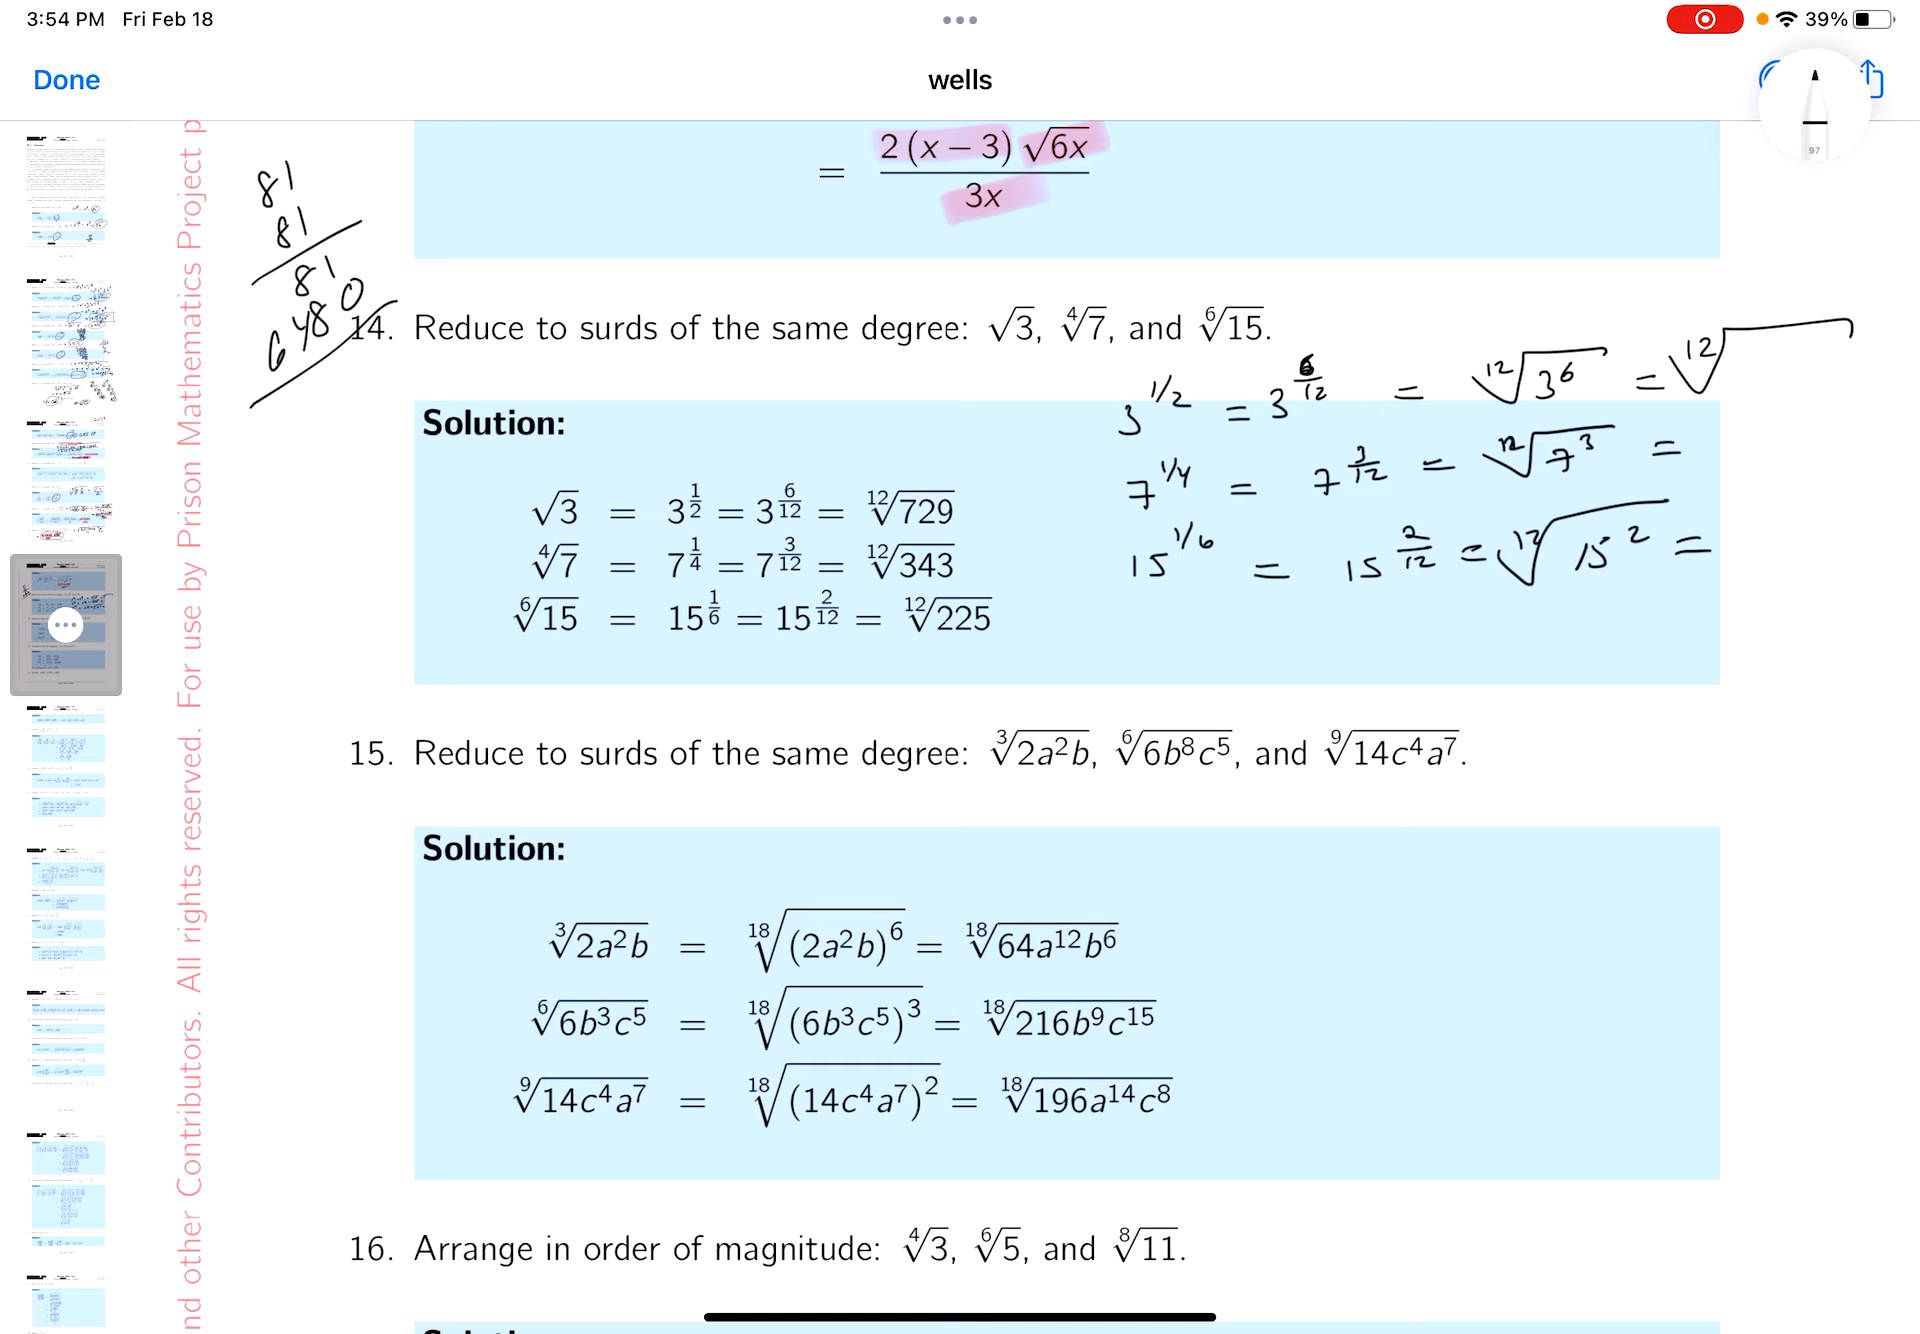 3:54 PM Fri Feb 18
39%
Done
wells
97
nd other Contributors. All rights reserved. For use by Prison Mathematics Project p
= 2 (x − 3) √6x / 3x
81
81
81
6480
14. Reduce to surds of the same degree: √3, ∜7, and ⁶√15.
Solution:
√3 = 3^(1/2) = 3^(6/12) = ¹²√729
∜7 = 7^(1/4) = 7^(3/12) = ¹²√343
⁶√15 = 15^(1/6) = 15^(2/12) = ¹²√225
3^(1/2) = 3^(6/12) = ¹²√3⁶ = ¹²√
7^(1/4) = 7^(3/12) = ¹²√7³ =
15^(1/6) = 15^(2/12) = ¹²√15² =
15. Reduce to surds of the same degree: ³√2a²b, ⁶√6b⁸c⁵, and ⁹√14c⁴a⁷.
Solution:
³√2a²b = ¹⁸√(2a²b)⁶ = ¹⁸√64a¹²b⁶
⁶√6b³c⁵ = ¹⁸√(6b³c⁵)³ = ¹⁸√216b⁹c¹⁵
⁹√14c⁴a⁷ = ¹⁸√(14c⁴a⁷)² = ¹⁸√196a¹⁴c⁸
16. Arrange in order of magnitude: ∜3, ⁶√5, and ⁸√11.